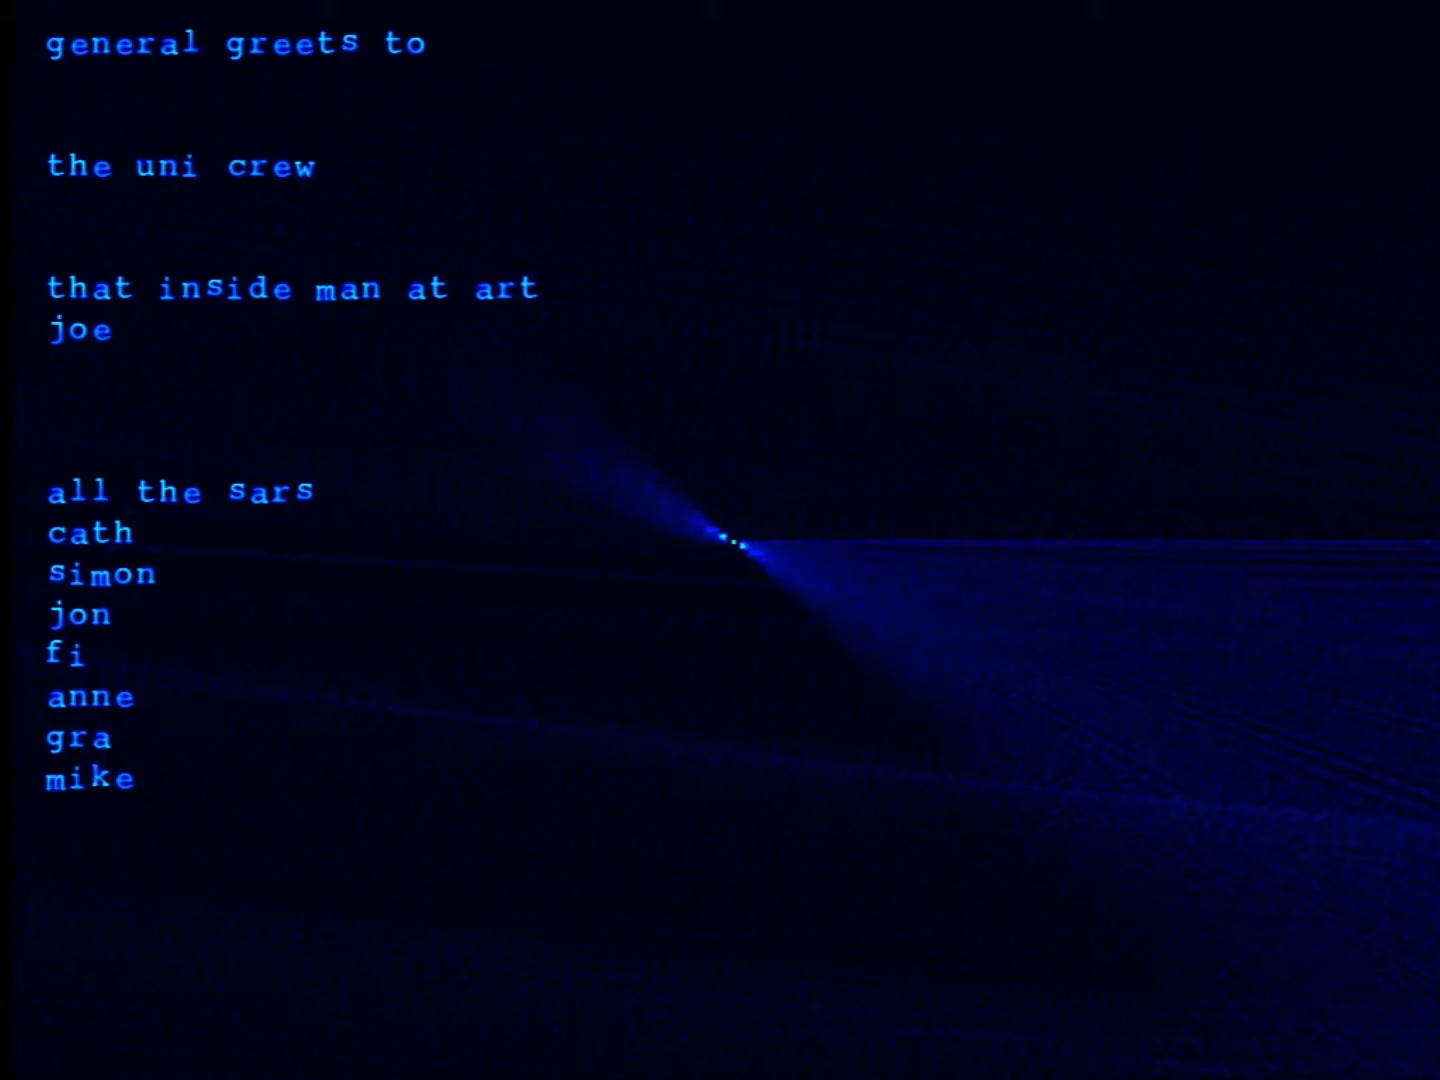 general greets to
the uni crew
that inside man at art
joe
all the sars
cath
simon
jon
fi
anne
gra
mike